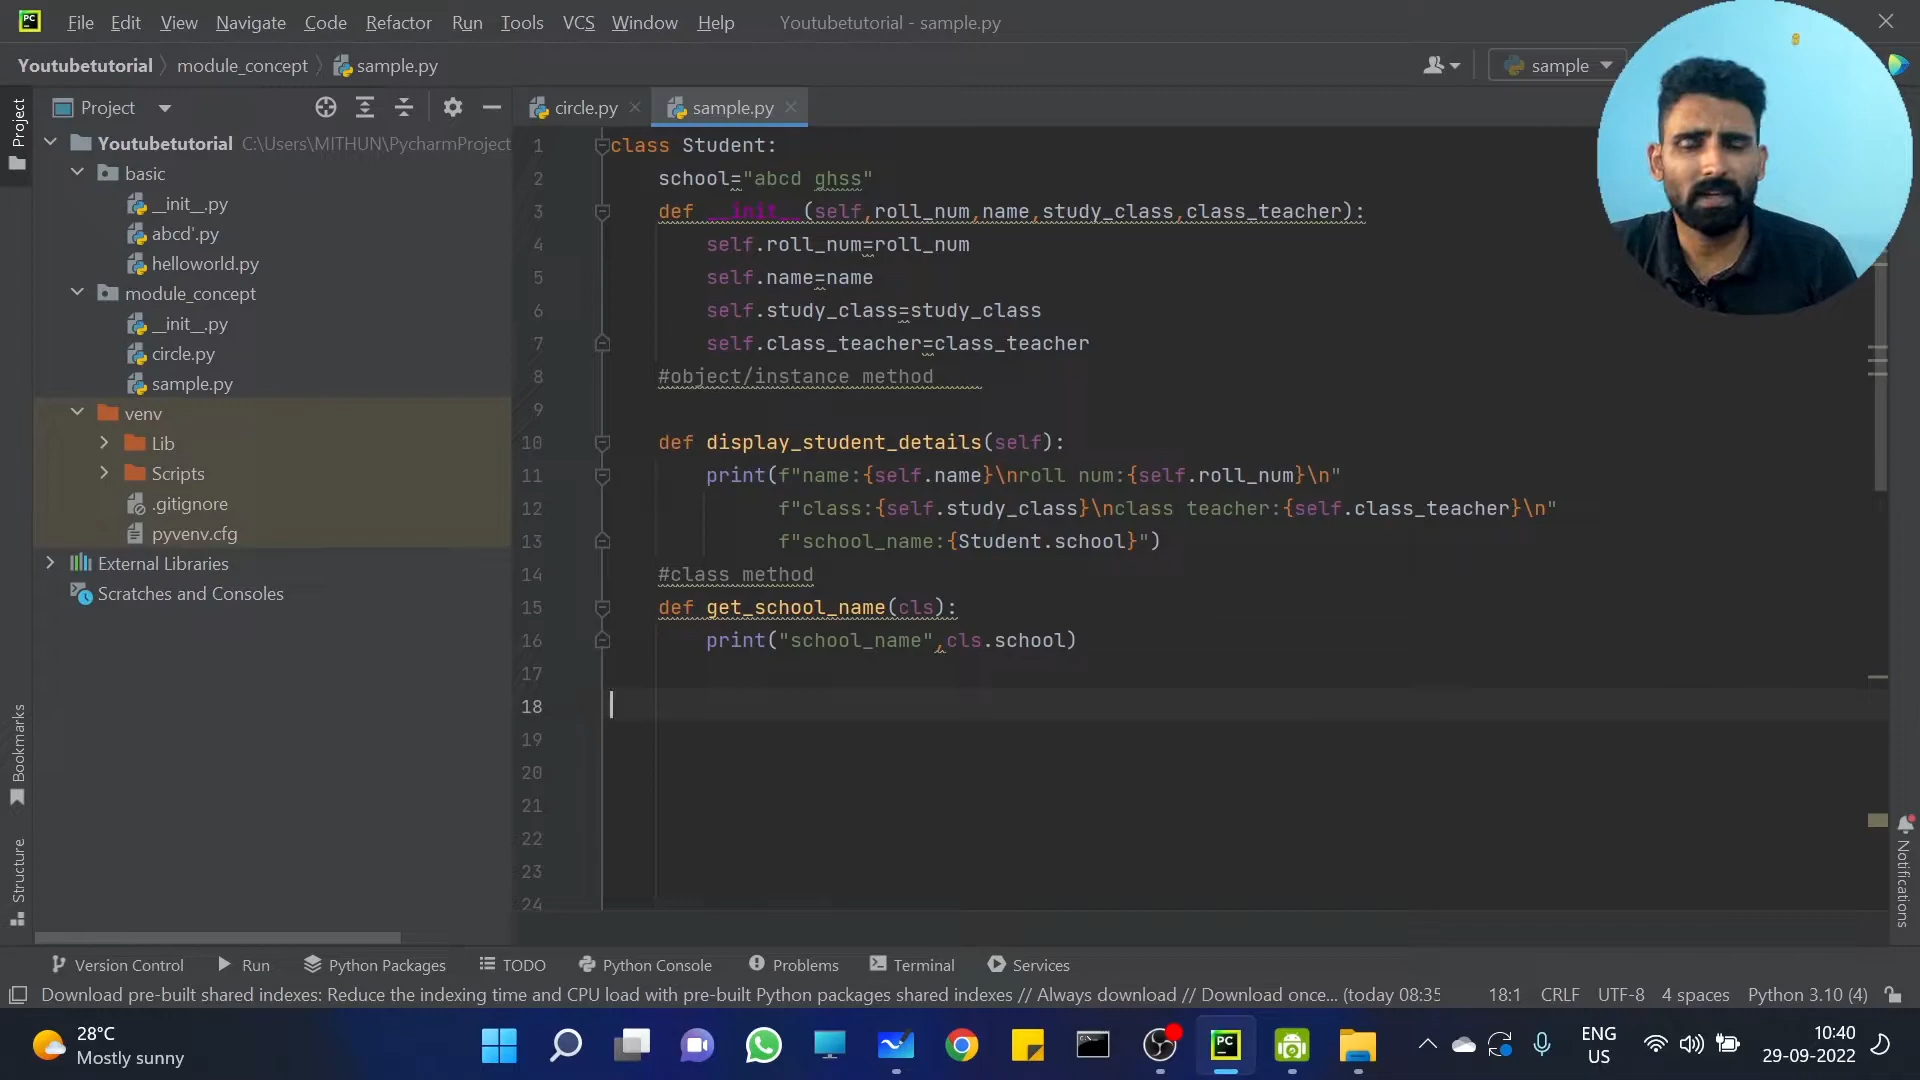 PC File Edit View Navigate Code Refactor Run Tools VCS Window Help Youtubetutorial - sample.py
Youtubetutorial module_concept sample.py sample
Project
Project
circle.py
sample.py
Youtubetutorial C:\Users\MITHUN\PycharmProject
basic
__init__.py
abcd'.py
helloworld.py
module_concept
__init__.py
circle.py
sample.py
venv
Lib
Scripts
.gitignore
pyvenv.cfg
External Libraries
Scratches and Consoles
Bookmarks
Structure
1 class Student:
2 school="abcd ghss"
3 def __init__(self,roll_num,name,study_class,class_teacher):
4 self.roll_num=roll_num
5 self.name=name
6 self.study_class=study_class
7 self.class_teacher=class_teacher
8 #object/instance method
9
10 def display_student_details(self):
11 print(f"name:{self.name}\nroll num:{self.roll_num}\n"
12 f"class:{self.study_class}\nclass teacher:{self.class_teacher}\n"
13 f"school_name:{Student.school}")
14 #class method
15 def get_school_name(cls):
16 print("school_name",cls.school)
17
18
19
20
21
22
23
24
Notifications
Version Control Run Python Packages TODO Python Console Problems Terminal Services
Download pre-built shared indexes: Reduce the indexing time and CPU load with pre-built Python packages shared indexes // Always download // Download once... (today 08:35 18:1 CRLF UTF-8 4 spaces Python 3.10 (4)
28°C
Mostly sunny
PC
ENG
US
10:40
29-09-2022